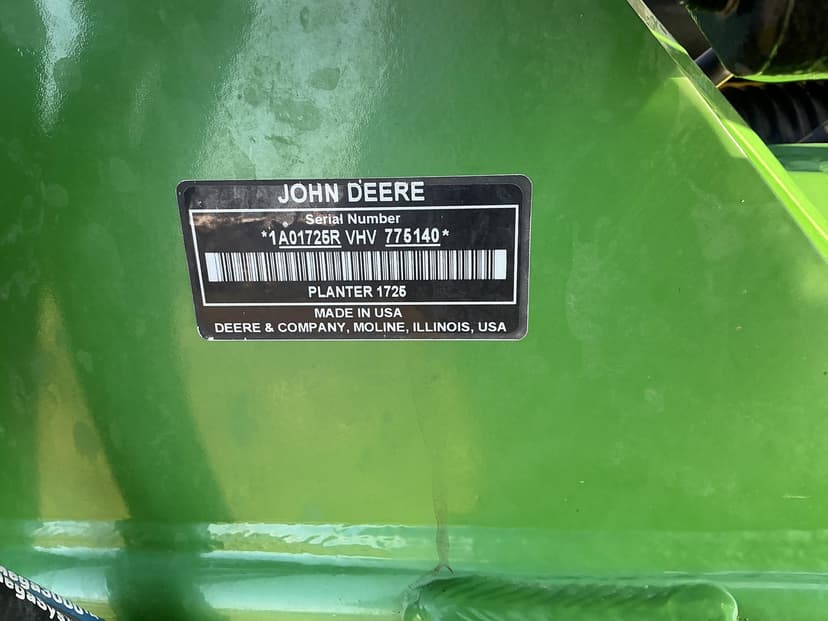 JOHN DEERE
Serial Number
*1A01725R VHV 775140*
PLANTER 1725
MADE IN USA
DEERE & COMPANY, MOLINE, ILLINOIS, USA